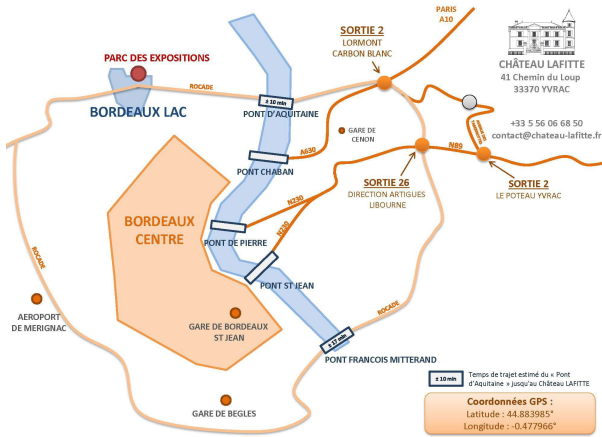 PARIS
A10
SORTIE 2
LORMONT
CARBON BLANC
CHÂTEAU LAFITTE
41 Chemin du Loup
33370 YVRAC
+33 5 56 06 68 50
contact@chateau-lafitte.fr
PARC DES EXPOSITIONS
ROCADE
BORDEAUX LAC
± 10 min
PONT D'AQUITAINE
GARE DE
CENON
A630
PONT CHABAN
N89
SORTIE 26
DIRECTION ARTIGUES
LIBOURNE
SORTIE 2
LE POTEAU YVRAC
N230
N230
BORDEAUX
CENTRE
PONT DE PIERRE
ROCADE
PONT ST JEAN
AEROPORT
DE MERIGNAC
GARE DE BORDEAUX
ST JEAN
ROCADE
± 17 min
PONT FRANCOIS MITTERAND
GARE DE BEGLES
± 10 min
Temps de trajet estimé du « Pont
d'Aquitaine » jusqu'au Château LAFITTE
Coordonnées GPS :
Latitude : 44.883985°
Longitude : -0.477966°